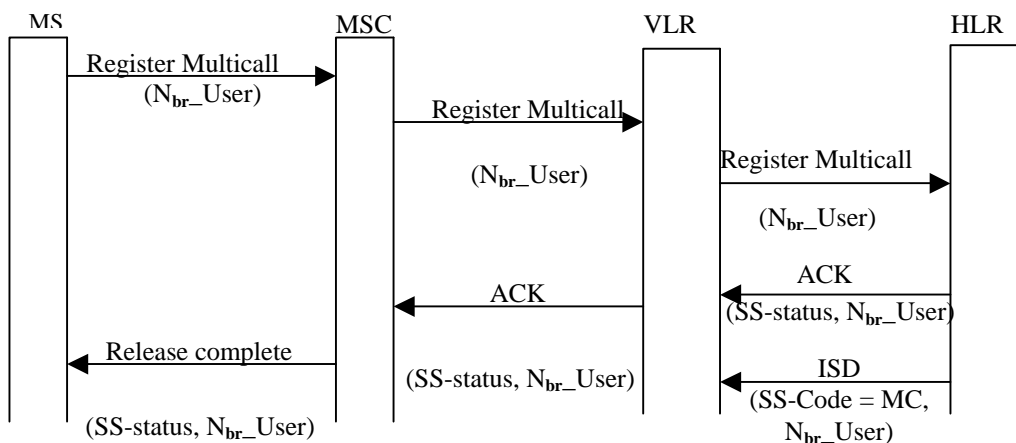 MS
MSC
VLR
HLR
Register Multicall
(Nbr_User)
Register Multicall
(Nbr_User)
Register Multicall
(Nbr_User)
ACK
(SS-status, Nbr_User)
ACK
(SS-status, Nbr_User)
Release complete
(SS-status, Nbr_User)
ISD
(SS-Code = MC,
Nbr_User)